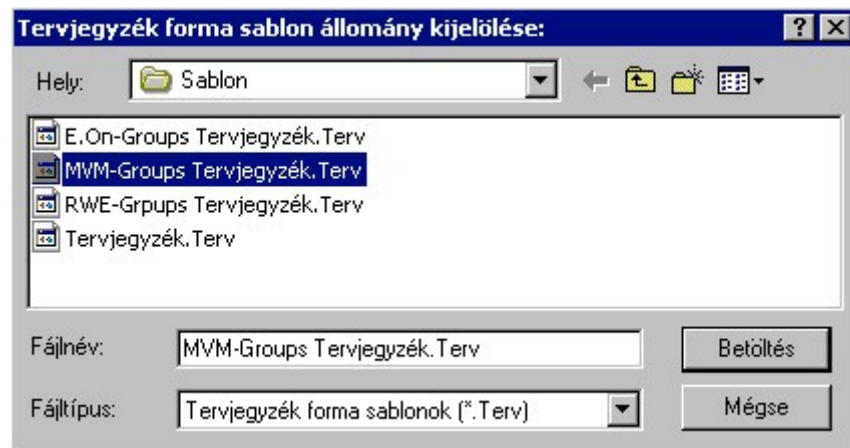 Tervjegyzék forma sablon állomány kijelölése:
Hely: Sablon
E.On-Groups Tervjegyzék.Terv
MVM-Groups Tervjegyzék.Terv
RWE-Grpups Tervjegyzék.Terv
Tervjegyzék.Terv
Fájlnév: MVM-Groups Tervjegyzék.Terv Betöltés
Fájltípus: Tervjegyzék forma sablonok (*.Terv) Mégse